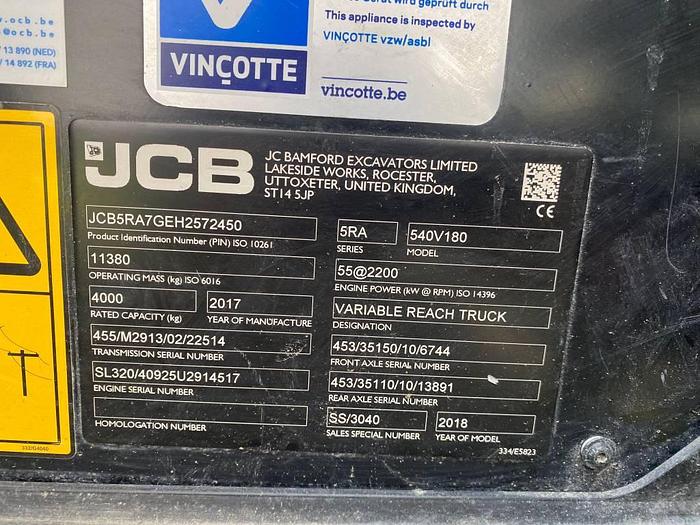 .ocb.be
@ocb.be
/ 13 890 (NED)
/ 14 892 (FRA)
wird geprüft durch
This appliance is inspected by
VINÇOTTE vzw/asbl
VINÇOTTE
vincotte.be
JCB
JC BAMFORD EXCAVATORS LIMITED
LAKESIDE WORKS, ROCESTER,
UTTOXETER, UNITED KINGDOM,
ST14 5JP
CE
JCB5RA7GEH2572450
Product Identification Number (PIN) ISO 10261
5RA
SERIES
540V180
MODEL
11380
OPERATING MASS (kg) ISO 6016
55@2200
ENGINE POWER (kW @ RPM) ISO 14396
4000
RATED CAPACITY (kg)
2017
YEAR OF MANUFACTURE
VARIABLE REACH TRUCK
DESIGNATION
455/M2913/02/22514
TRANSMISSION SERIAL NUMBER
453/35150/10/6744
FRONT AXLE SERIAL NUMBER
SL320/40925U2914517
ENGINE SERIAL NUMBER
453/35110/10/13891
REAR AXLE SERIAL NUMBER
HOMOLOGATION NUMBER
SS/3040
SALES SPECIAL NUMBER
2018
YEAR OF MODEL
334/E5823
332/G4060